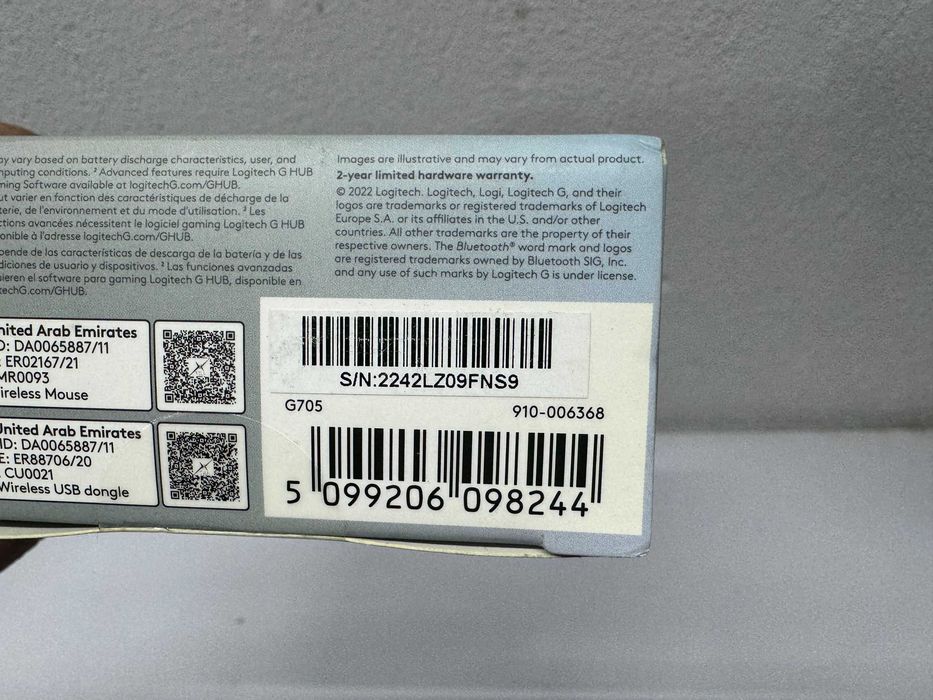 ay vary based on battery discharge characteristics, user, and
mputing conditions. ² Advanced features require Logitech G HUB
ming Software available at logitechG.com/GHUB.
ut varier en fonction des caractéristiques de décharge de la
terie, de l'environnement et du mode d'utilisation. ² Les
ctions avancées nécessitent le logiciel gaming Logitech G HUB
ponible à l'adresse logitechG.com/GHUB.
pende de las características de descarga de la batería y de las
diciones de usuario y dispositivos. ² Las funciones avanzadas
uieren el software para gaming Logitech G HUB, disponible en
techG.com/GHUB.
Images are illustrative and may vary from actual product.
2-year limited hardware warranty.
© 2022 Logitech. Logitech, Logi, Logitech G, and their
logos are trademarks or registered trademarks of Logitech
Europe S.A. or its affiliates in the U.S. and/or other
countries. All other trademarks are the property of their
respective owners. The Bluetooth® word mark and logos
are registered trademarks owned by Bluetooth SIG, Inc.
and any use of such marks by Logitech G is under license.
nited Arab Emirates
D: DA0065887/11
: ER02167/21
MR0093
ireless Mouse
United Arab Emirates
ID: DA0065887/11
E: ER88706/20
: CU0021
Wireless USB dongle
S/N:2242LZ09FNS9
G705 910-006368
5 099206 098244